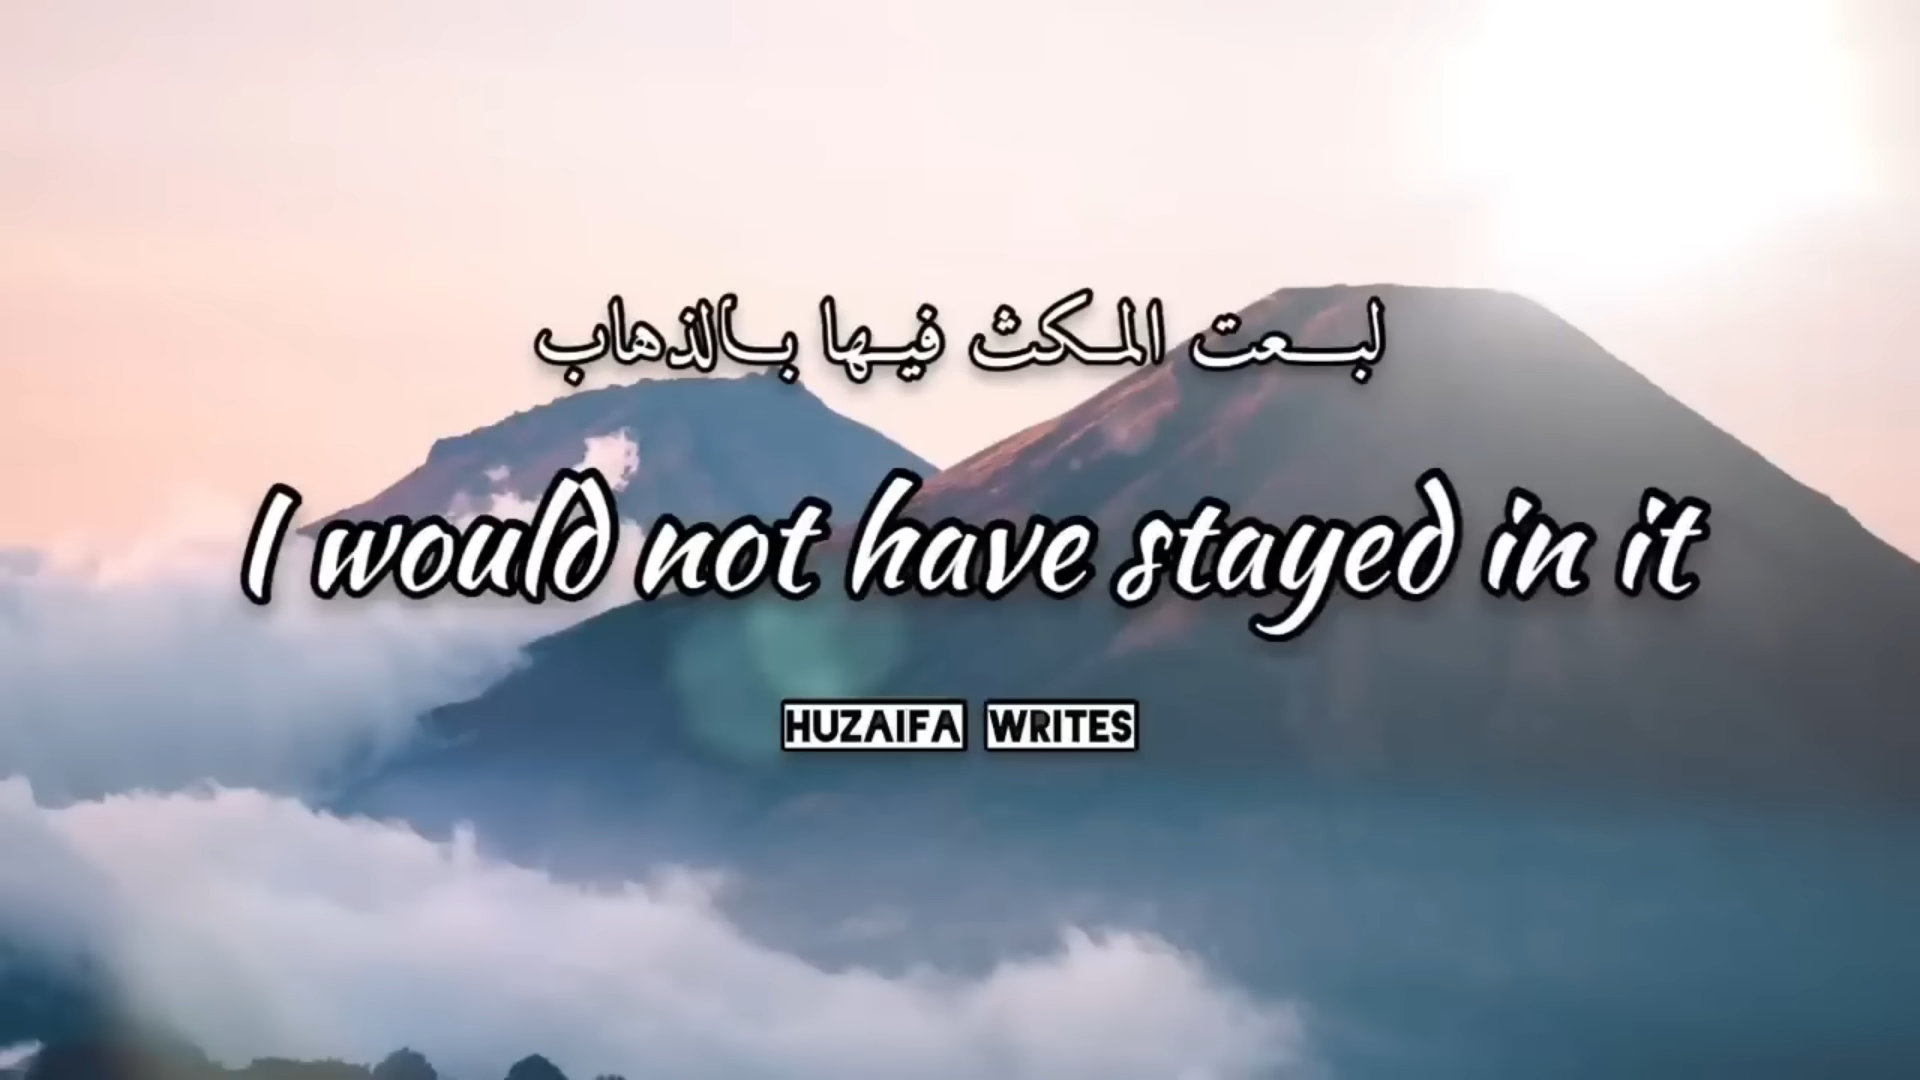 لبعت المكث فيها بالذهاب
I would not have stayed in it
HUZAIFA WRITES